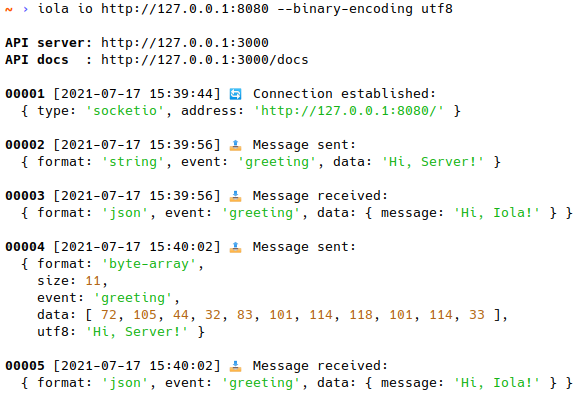 ~ › iola io http://127.0.0.1:8080 --binary-encoding utf8
API server: http://127.0.0.1:3000
API docs  : http://127.0.0.1:3000/docs
00001 [2021-07-17 15:39:44] 🔄 Connection established:
{ type: 'socketio', address: 'http://127.0.0.1:8080/' }
00002 [2021-07-17 15:39:56] 📤 Message sent:
{ format: 'string', event: 'greeting', data: 'Hi, Server!' }
00003 [2021-07-17 15:39:56] 📥 Message received:
{ format: 'json', event: 'greeting', data: { message: 'Hi, Iola!' } }
00004 [2021-07-17 15:40:02] 📤 Message sent:
{ format: 'byte-array',
size: 11,
event: 'greeting',
data: [ 72, 105, 44, 32, 83, 101, 114, 118, 101, 114, 33 ],
utf8: 'Hi, Server!' }
00005 [2021-07-17 15:40:02] 📥 Message received:
{ format: 'json', event: 'greeting', data: { message: 'Hi, Iola!' } }